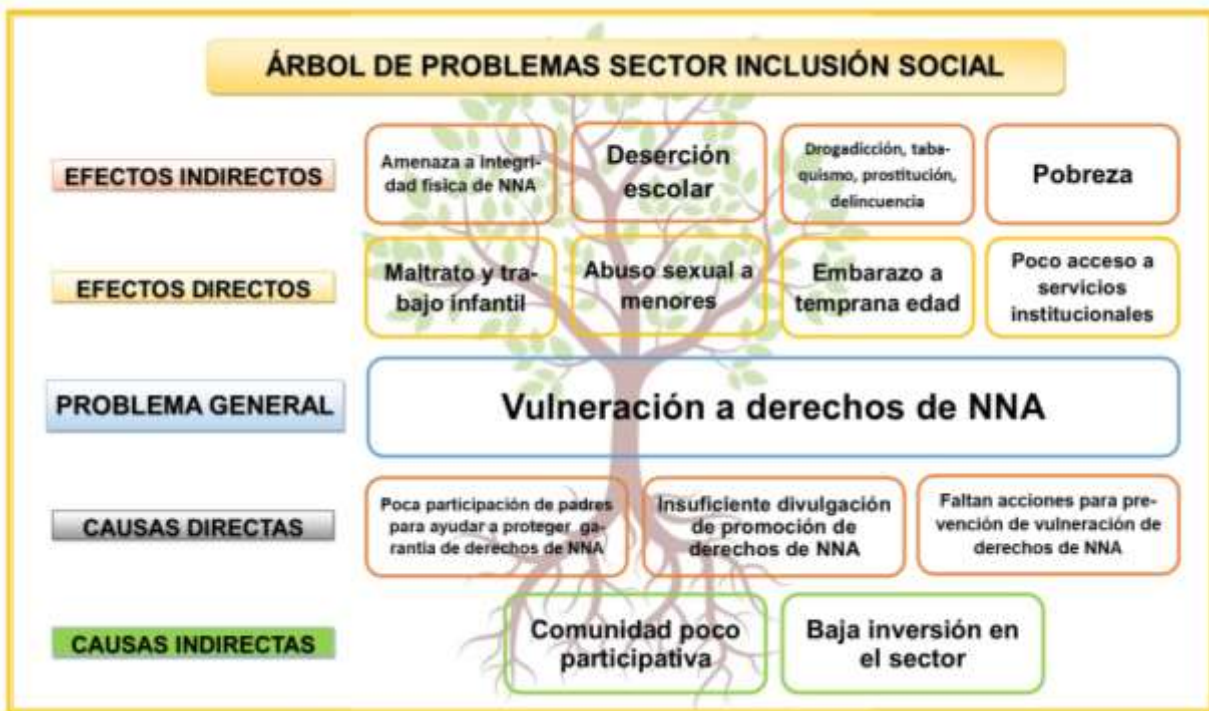 ÁRBOL DE PROBLEMAS SECTOR INCLUSIÓN SOCIAL
EFECTOS INDIRECTOS
Amenaza a integri-
dad física de NNA
Deserción
escolar
Drogadicción, taba-
quismo, prostitución,
delincuencia
Pobreza
EFECTOS DIRECTOS
Maltrato y tra-
bajo infantil
Abuso sexual a
menores
Embarazo a
temprana edad
Poco acceso a
servicios
institucionales
PROBLEMA GENERAL
Vulneración a derechos de NNA
CAUSAS DIRECTAS
Poca participación de padres
para ayudar a proteger ga-
rantia de derechos de NNA
Insuficiente divulgación
de promoción de
derechos de NNA
Faltan acciones para pre-
vención de vulneración de
derechos de NNA
CAUSAS INDIRECTAS
Comunidad poco
participativa
Baja inversión en
el sector